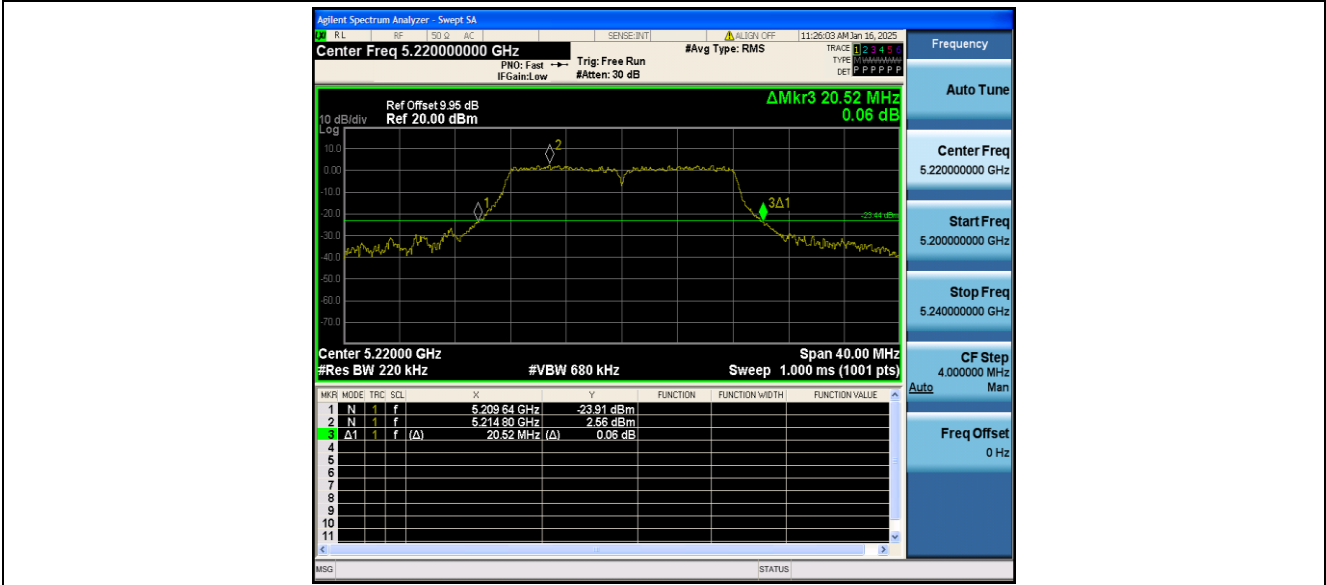 Agilent Spectrum Analyzer - Swept SA
RL RF 50 Ω AC SENSE:INT ALIGN OFF 11:26:03 AM Jan 16, 2025
Center Freq 5.220000000 GHz
#Avg Type: RMS
TRACE 1 2 3 4 5 6
TYPE
DET P P P P P P
PNO: Fast
IFGain:Low
Trig: Free Run
#Atten: 30 dB
ΔMkr3 20.52 MHz
0.06 dB
Ref Offset 9.95 dB
Ref 20.00 dBm
10 dB/div
Log
10.0
0.00
-10.0
-20.0
-30.0
-40.0
-50.0
-60.0
-70.0
2
1
3Δ1
-23.44 dBm
Center 5.22000 GHz
Span 40.00 MHz
#Res BW 220 kHz
#VBW 680 kHz
Sweep 1.000 ms (1001 pts)
MKR MODE TRC SCL X Y FUNCTION FUNCTION WIDTH FUNCTION VALUE
1 N 1 f 5.209 64 GHz -23.91 dBm
2 N 1 f 5.214 80 GHz 2.56 dBm
3 Δ1 1 f (Δ) 20.52 MHz (Δ) 0.06 dB
4
5
6
7
8
9
10
11
MSG
STATUS
Frequency
Auto Tune
Center Freq
5.220000000 GHz
Start Freq
5.200000000 GHz
Stop Freq
5.240000000 GHz
CF Step
4.000000 MHz
Auto Man
Freq Offset
0 Hz